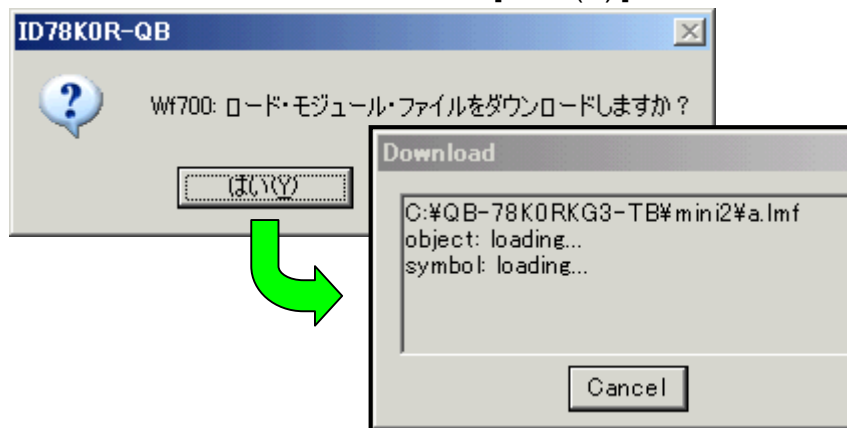 ID78K0R-QB
Wf700: ロード・モジュール・ファイルをダウンロードしますか？
はい(Y)
Download
C:¥QB-78K0RKG3-TB¥mini2¥a.lmf
object: loading...
symbol: loading...
Cancel